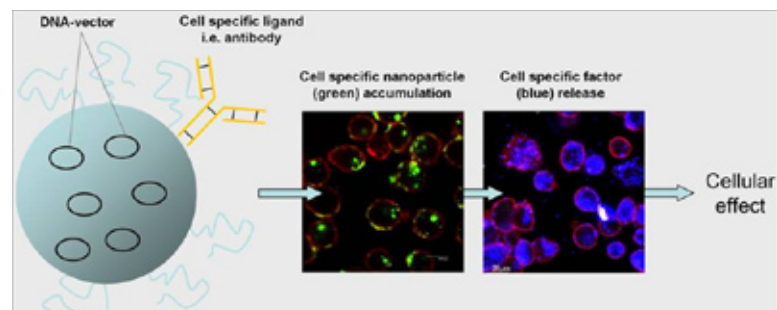 DNA-vector
Cell specific ligand
i.e. antibody
Cell specific nanoparticle
(green) accumulation
Cell specific factor
(blue) release
Cellular
effect